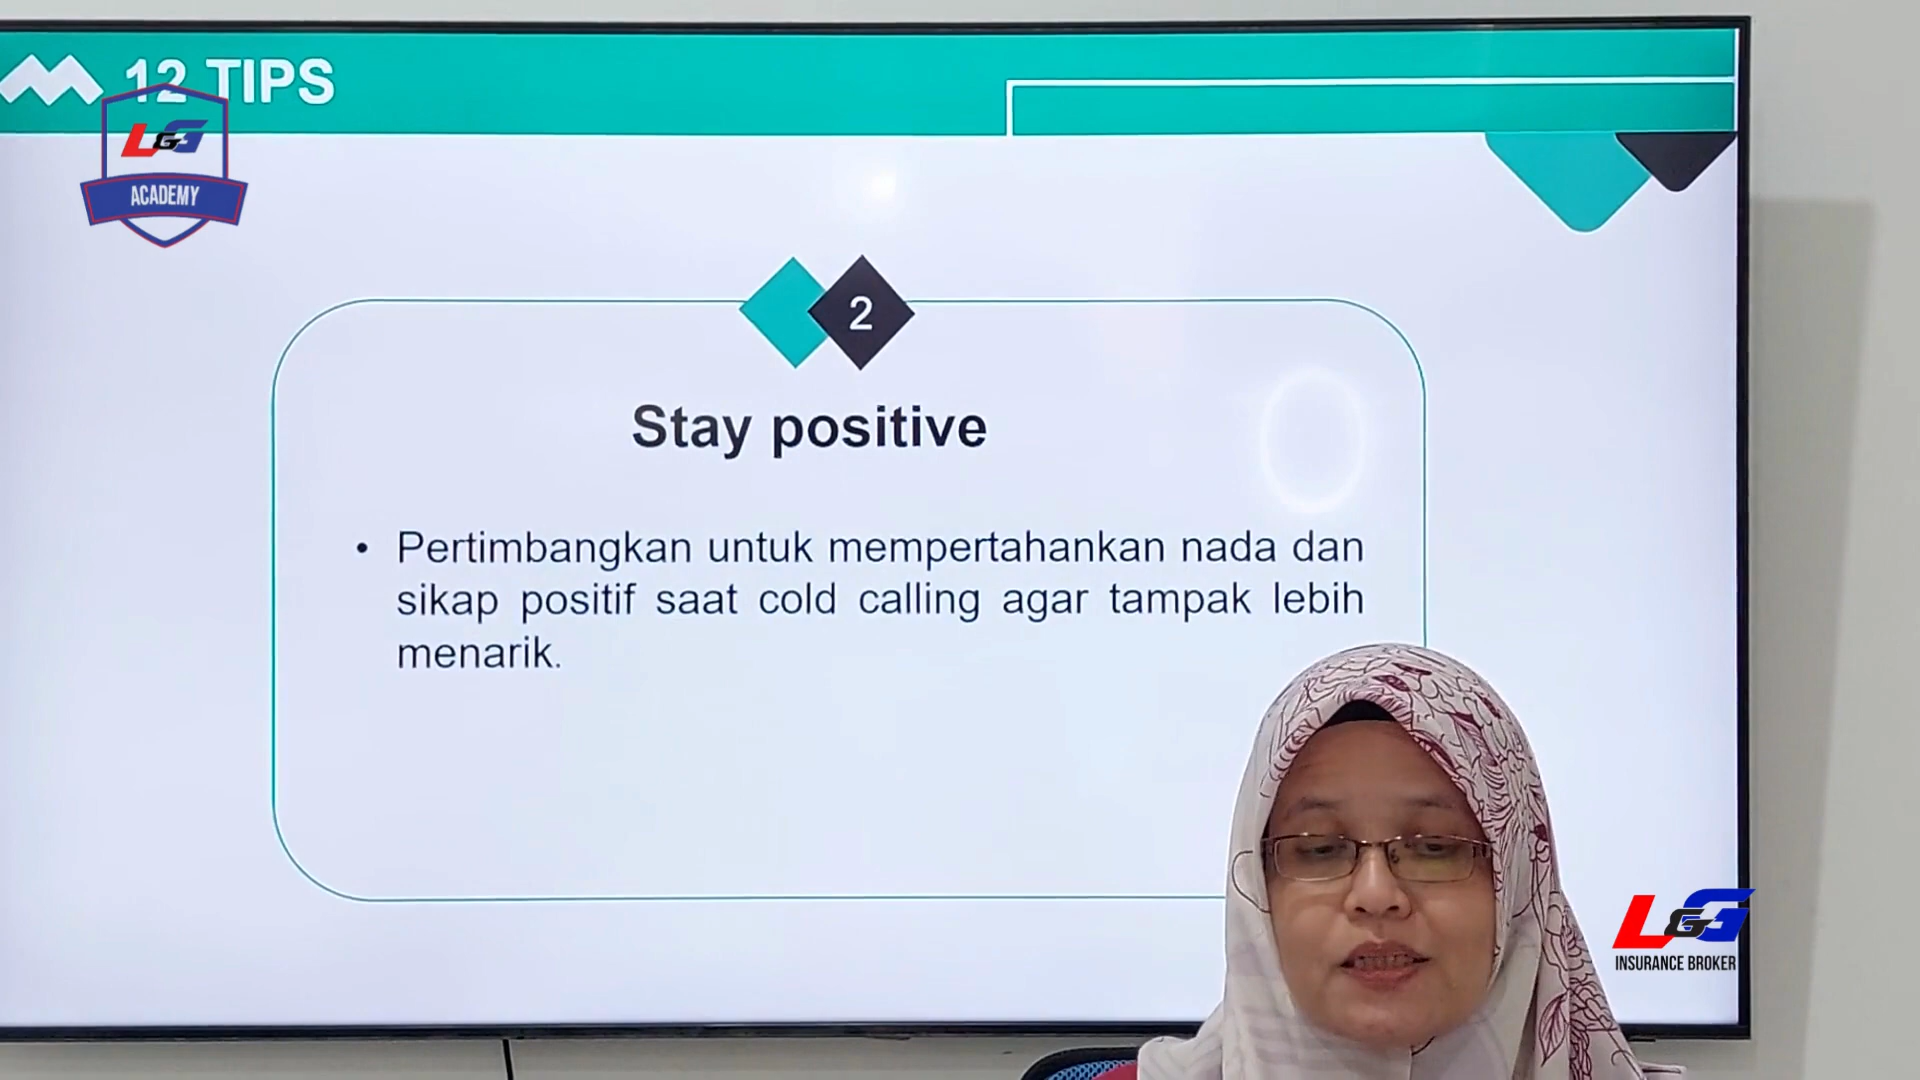 12 TIPS
L&G
ACADEMY
2
Stay positive
• Pertimbangkan untuk mempertahankan nada dan
sikap positif saat cold calling agar tampak lebih
menarik.
L&G
INSURANCE BROKER